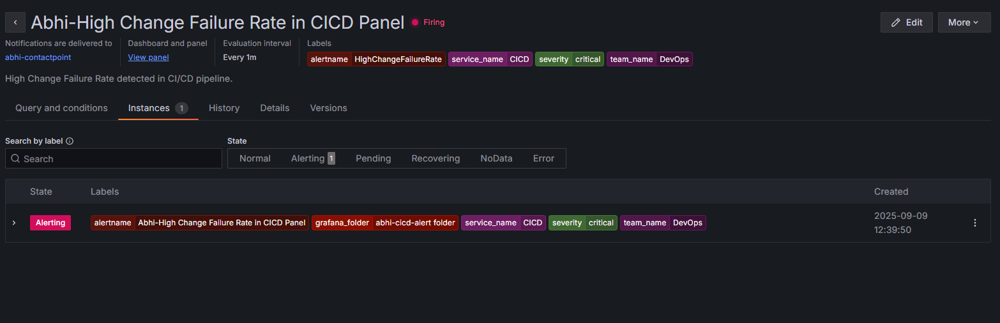 Abhi-High Change Failure Rate in CICD Panel Firing Edit More
Notifications are delivered to Dashboard and panel Evaluation interval Labels
abhi-contactpoint View panel Every 1m alertname HighChangeFailureRate service_name CICD severity critical team_name DevOps
High Change Failure Rate detected in CI/CD pipeline.
Query and conditions Instances 1 History Details Versions
Search by label State
Search Normal Alerting 1 Pending Recovering NoData Error
State Labels Created
Alerting alertname Abhi-High Change Failure Rate in CICD Panel grafana_folder abhi-cicd-alert folder service_name CICD severity critical team_name DevOps 2025-09-09
12:39:50